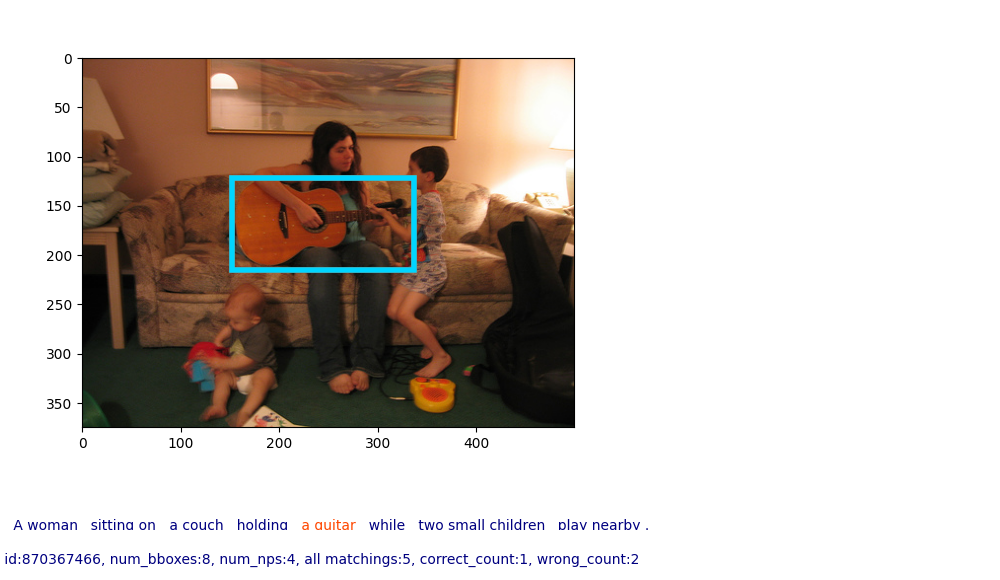 0
50
100
150
200
250
300
350
0 100 200 300 400
A woman sitting on a couch holding a guitar while two small children play nearby .
id:870367466, num_bboxes:8, num_nps:4, all matchings:5, correct_count:1, wrong_count:2